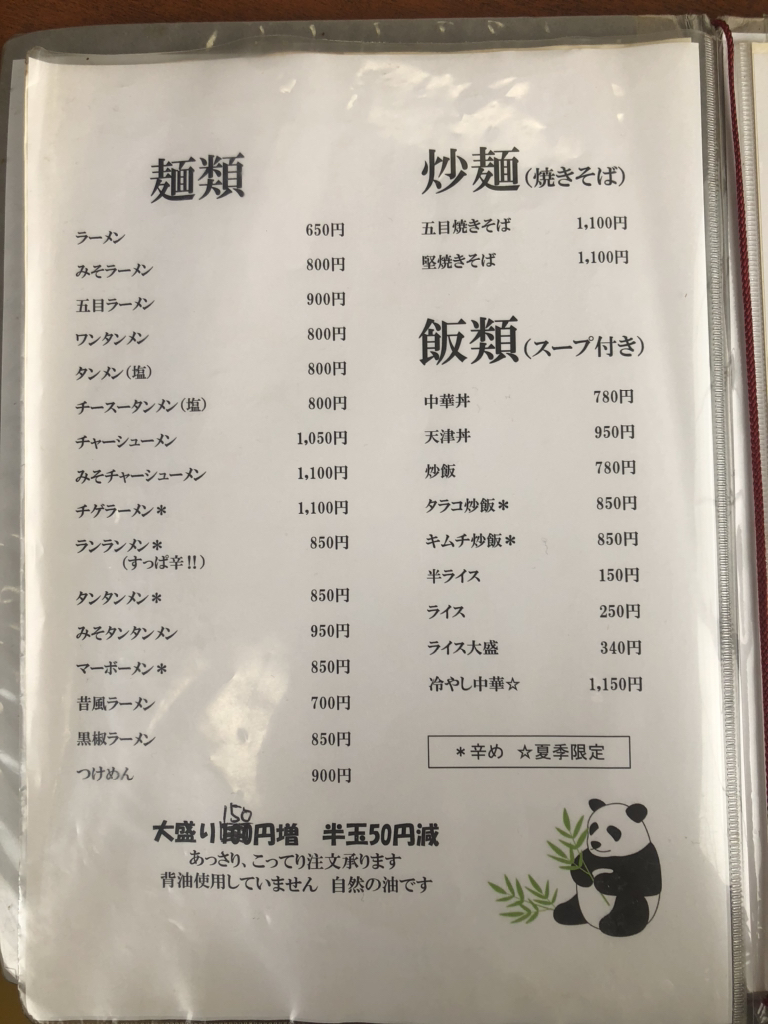 麺類
ラーメン 650円
みそラーメン 800円
五目ラーメン 900円
ワンタンメン 800円
タンメン(塩) 800円
チースータンメン(塩) 800円
チャーシューメン 1,050円
みそチャーシューメン 1,100円
チゲラーメン＊ 1,100円
ランランメン＊ 850円
(すっぱ辛!!)
タンタンメン＊ 850円
みそタンタンメン 950円
マーボーメン＊ 850円
昔風ラーメン 700円
黒椒ラーメン 850円
つけめん 900円
炒麺(焼きそば)
五目焼きそば 1,100円
堅焼きそば 1,100円
飯類(スープ付き)
中華丼 780円
天津丼 950円
炒飯 780円
タラコ炒飯＊ 850円
キムチ炒飯＊ 850円
半ライス 150円
ライス 250円
ライス大盛 340円
冷やし中華☆ 1,150円
＊辛め ☆夏季限定
大盛り150円増 半玉50円減
あっさり、こってり注文承ります
背油使用していません 自然の油です